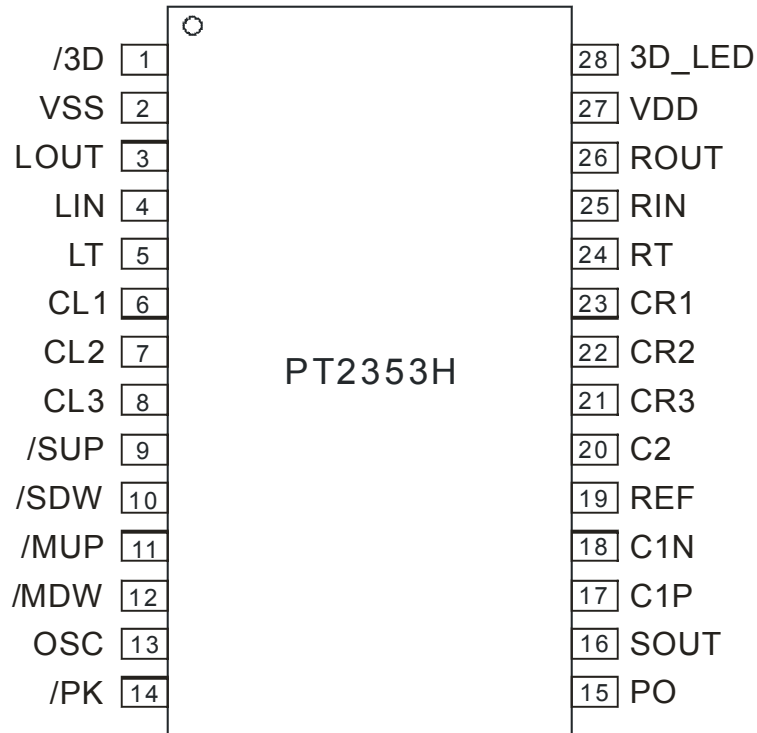 /3D 1 28 3D_LED
VSS 2 27 VDD
LOUT 3 26 ROUT
LIN 4 25 RIN
LT 5 24 RT
CL1 6 23 CR1
CL2 7 22 CR2
PT2353H
CL3 8 21 CR3
/SUP 9 20 C2
/SDW 10 19 REF
/MUP 11 18 C1N
/MDW 12 17 C1P
OSC 13 16 SOUT
/PK 14 15 PO